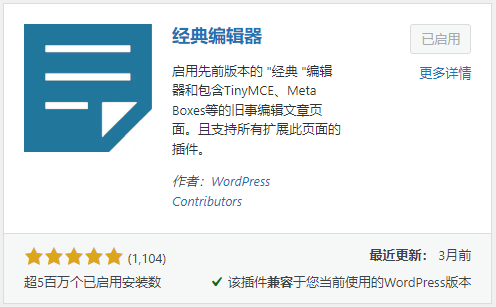 经典编辑器
已启用
更多详情
启用先前版本的 "经典 "编辑
器和包含TinyMCE、Meta
Boxes等的旧事编辑文章页
面。且支持所有扩展此页面的
插件。
作者：WordPress
Contributors
(1,104)
最近更新： 3月前
超5百万个已启用安装数
该插件兼容于您当前使用的WordPress版本